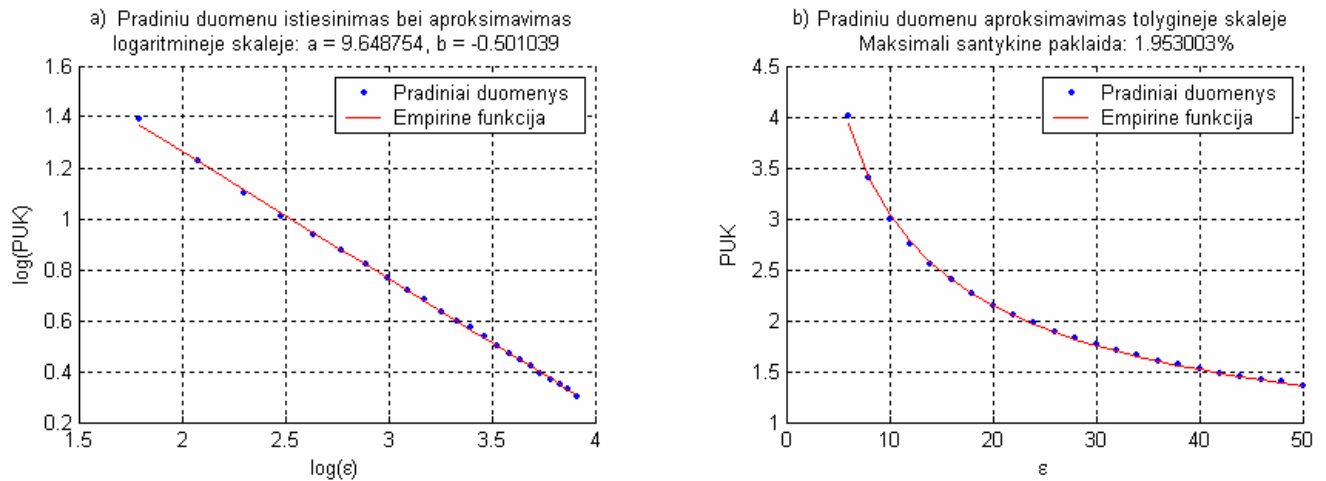 a) Pradiniu duomenu istiesinimas bei aproksimavimas
logaritmineje skaleje: a = 9.648754, b = -0.501039
1.6
1.4
1.2
1
0.8
0.6
0.4
0.2
log(PUK)
Pradiniai duomenys
Empirine funkcija
1.5
2
2.5
3
3.5
4
log(ε)
b) Pradiniu duomenu aproksimavimas tolygineje skaleje
Maksimali santykine paklaida: 1.953003%
4.5
4
3.5
3
2.5
2
1.5
1
PUK
Pradiniai duomenys
Empirine funkcija
0
10
20
30
40
50
ε